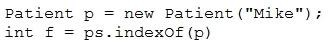 Patient p = new Patient("Mike");
int f = ps.indexOf(p)